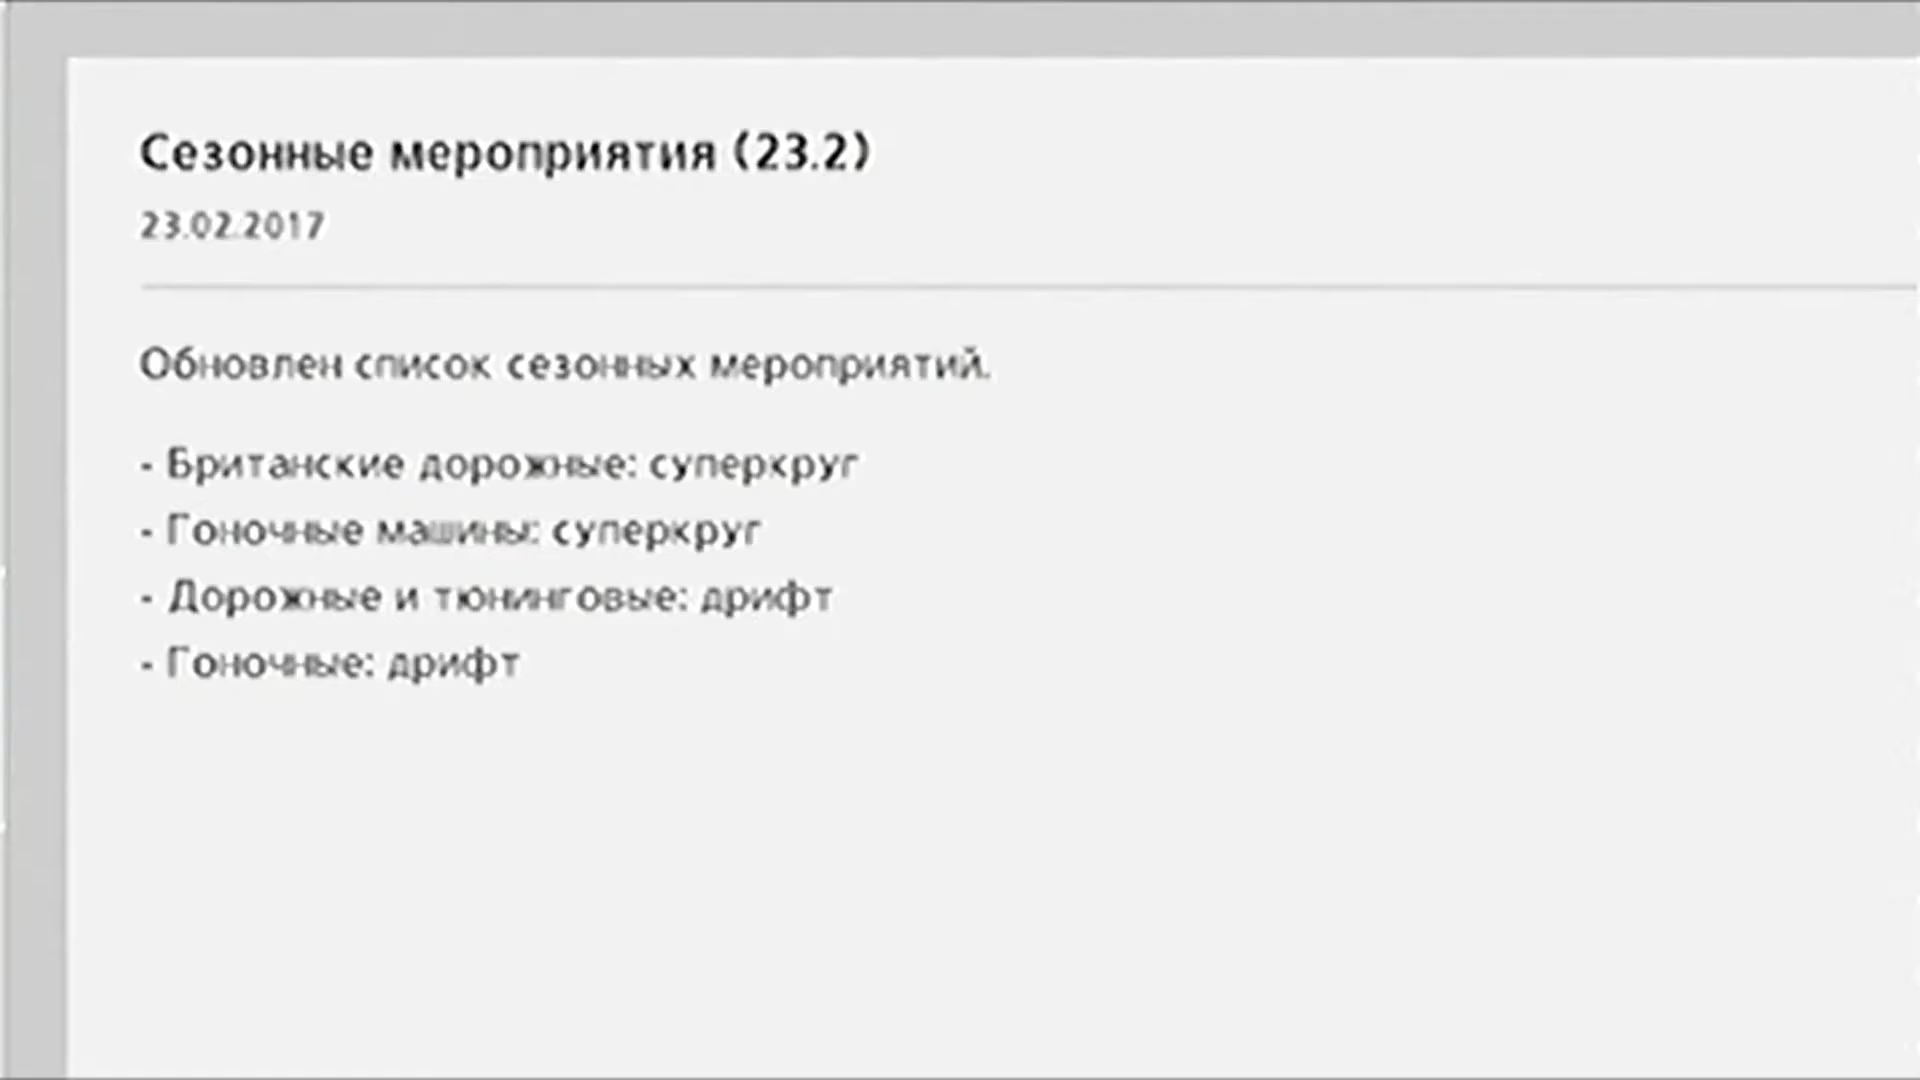 Сезонные мероприятия (23.2)
23.02.2017
Обновлен список сезонных мероприятий.
- Британские дорожные: суперкруг
- Гоночные машины: суперкруг
- Дорожные и тюнинговые: дрифт
- Гоночные: дрифт